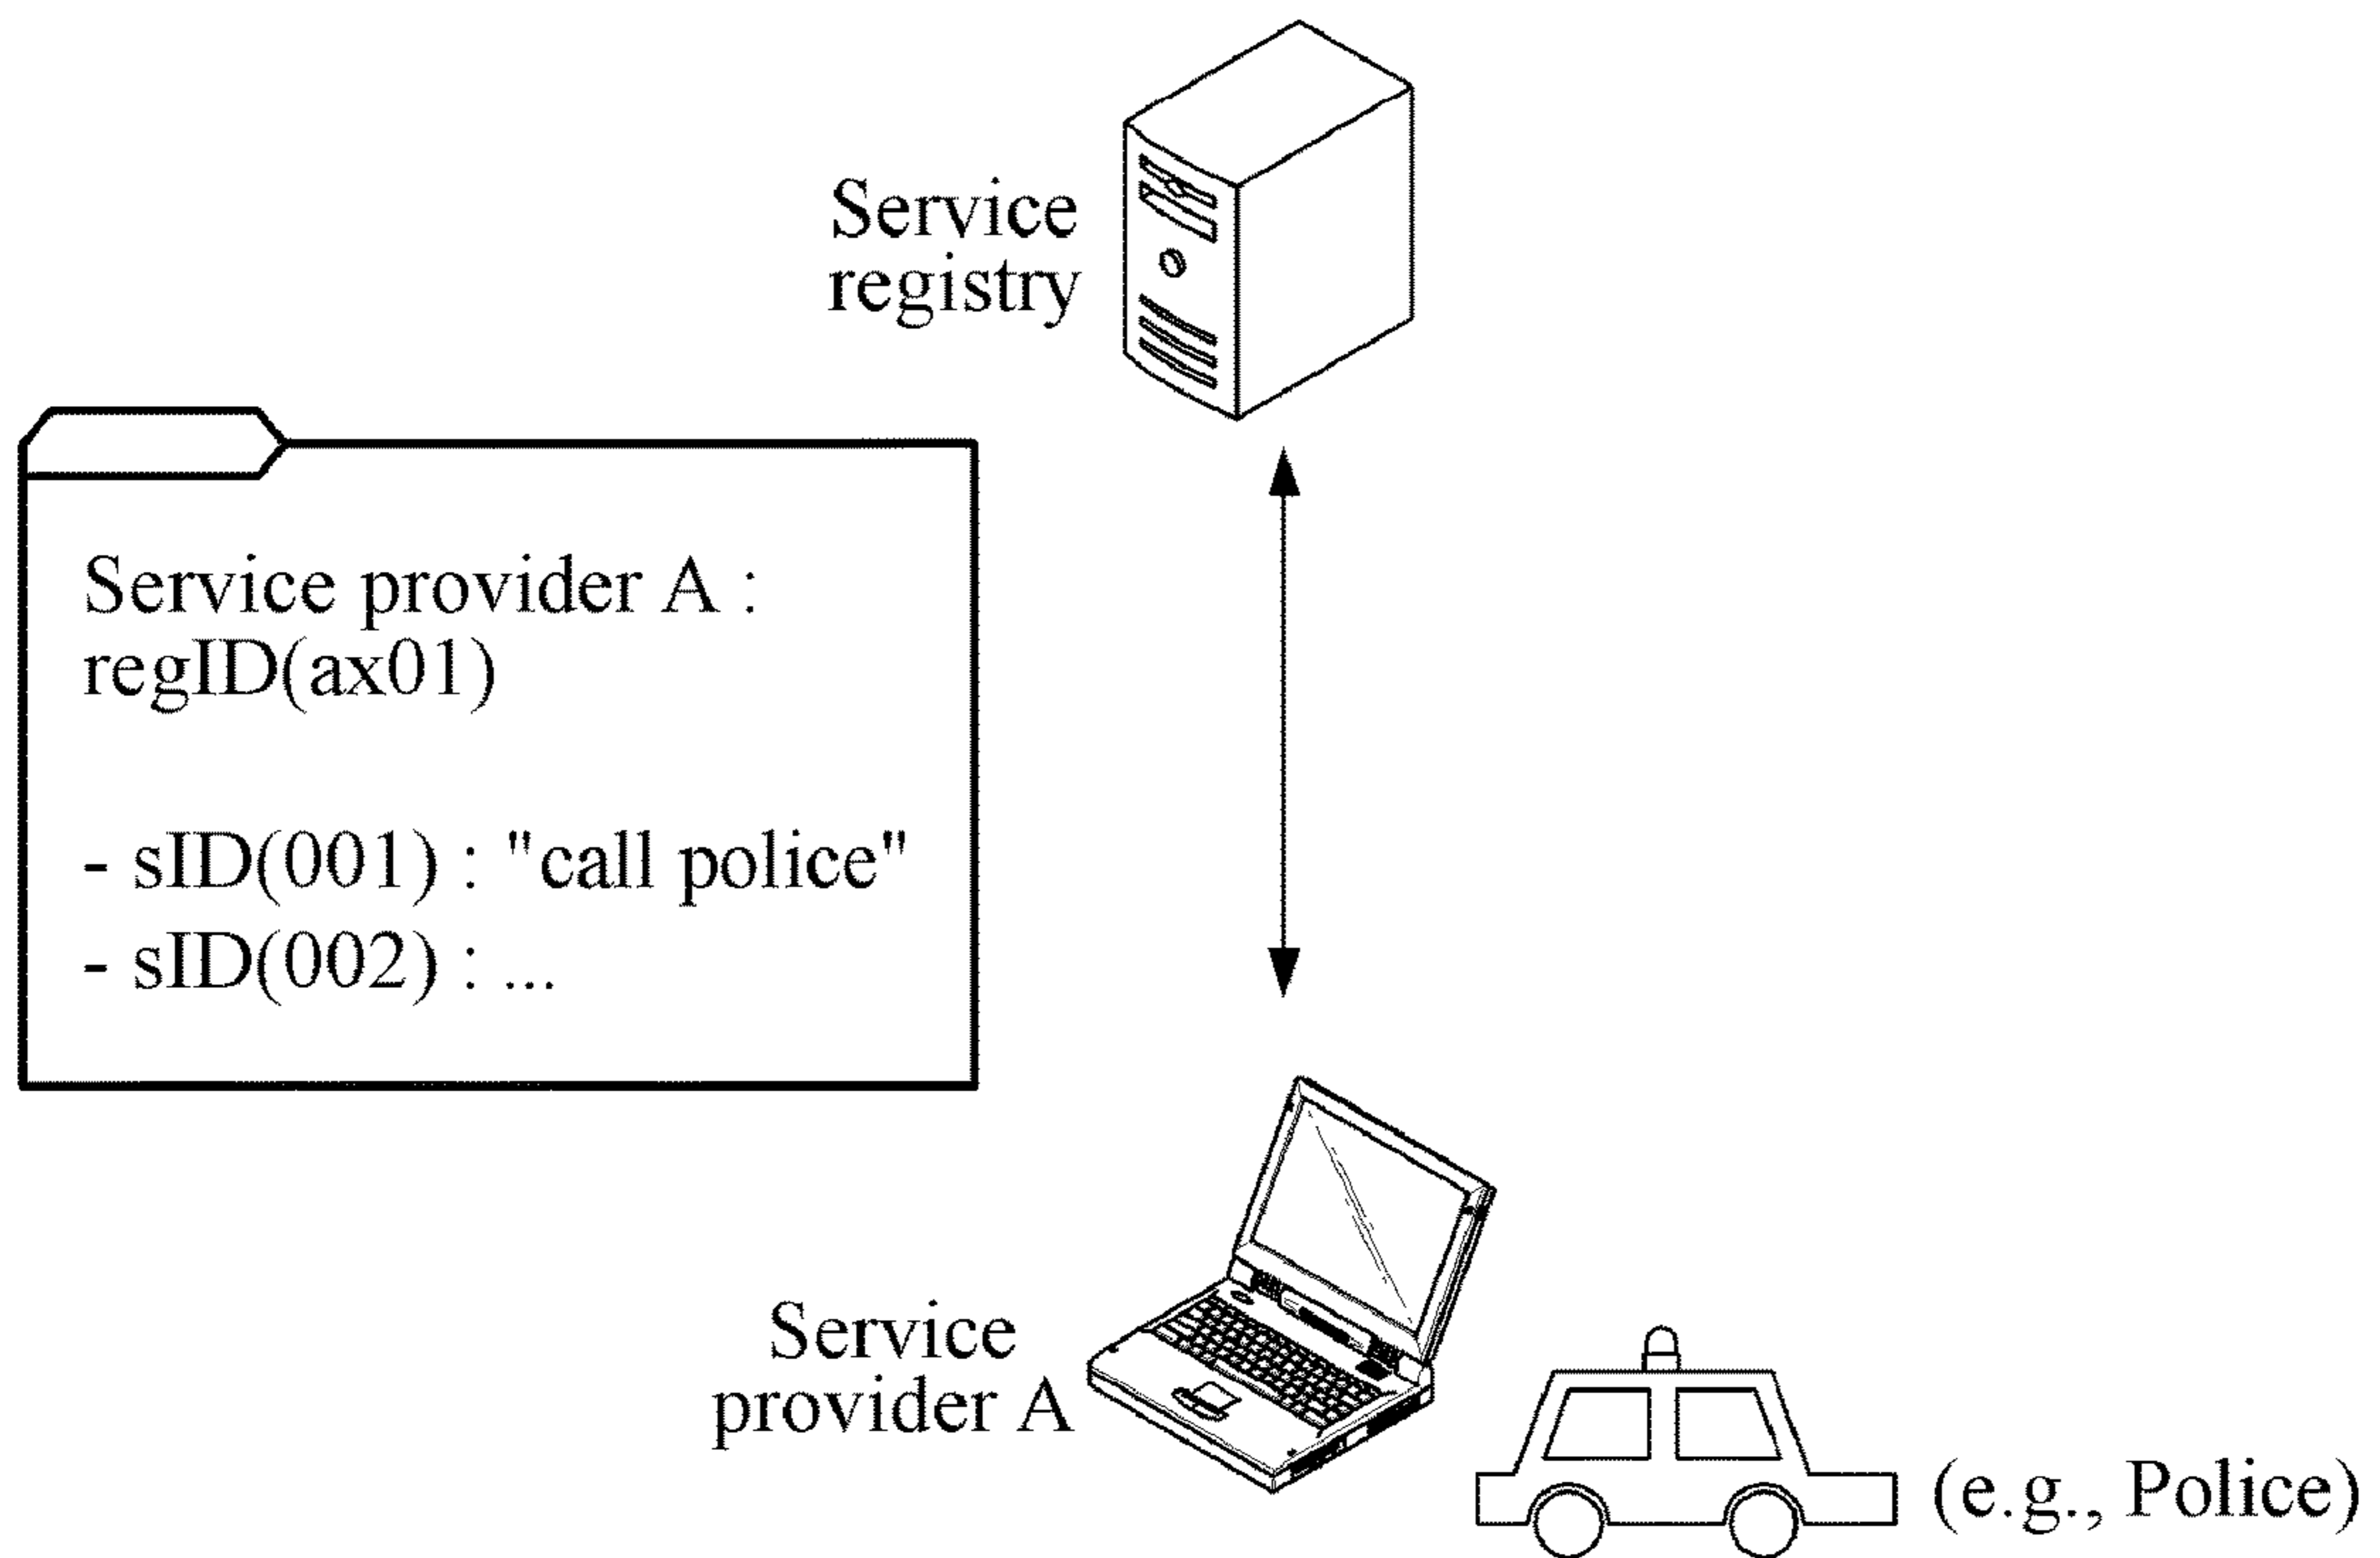 Service
registry
Service provider A :
regID(ax01)
- sID(001) : "call police"
- sID(002) : ...
Service
provider A
(e.g., Police)